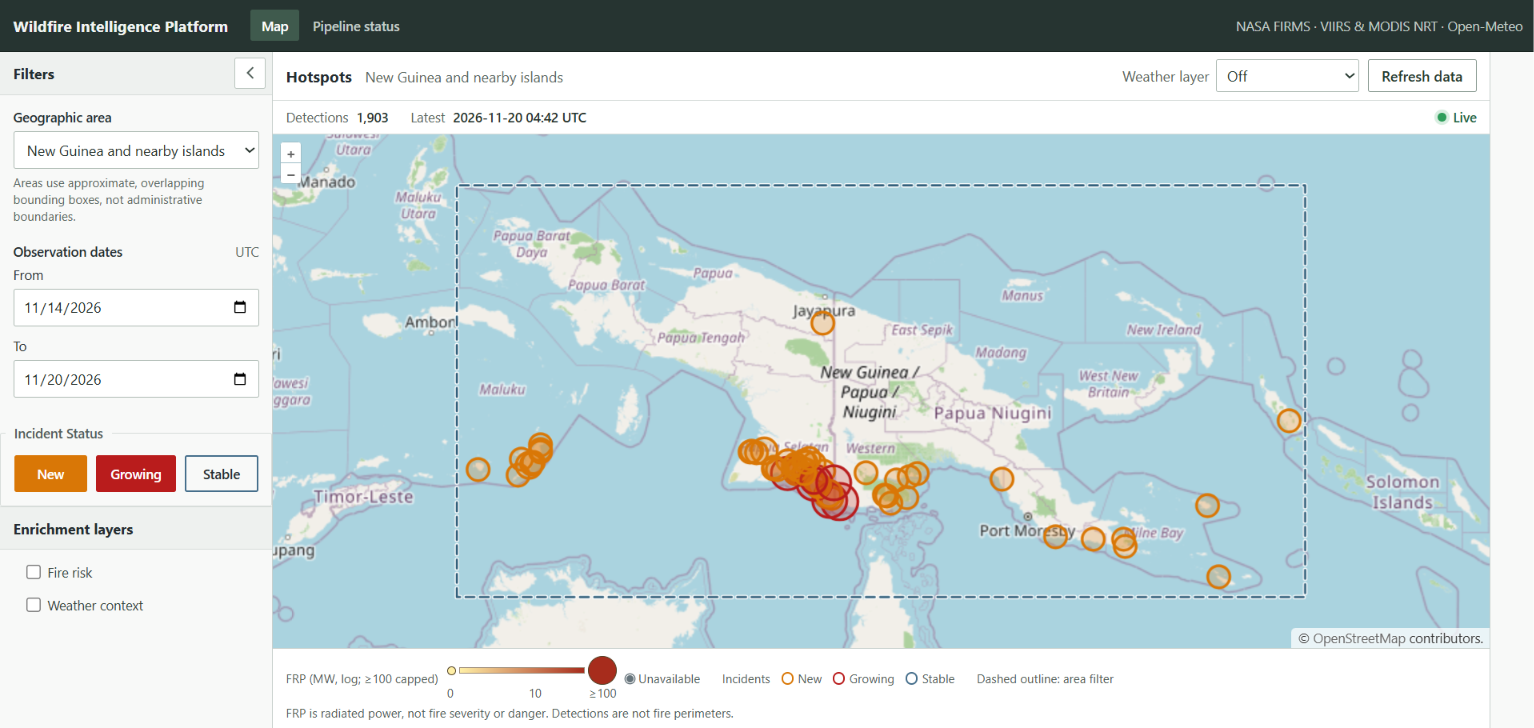 Wildfire Intelligence Platform
Map
Pipeline status
NASA FIRMS · VIIRS & MODIS NRT · Open-Meteo
Filters
Geographic area
New Guinea and nearby islands
Areas use approximate, overlapping
bounding boxes, not administrative
boundaries.
Observation dates
UTC
From
11/14/2026
To
11/20/2026
Incident Status
New
Growing
Stable
Enrichment layers
Fire risk
Weather context
Hotspots
New Guinea and nearby islands
Weather layer
Off
Refresh data
Detections 1,903
Latest 2026-11-20 04:42 UTC
Live
+
−
Utara
Manado
Maluku
Utara
Papua Barat
Daya
Papua Barat
Papua
Jayapura
Manus
Ambon
Papua Tengah
East Sepik
New Ireland
Madang
New Guinea /
Papua /
Niugini
West New
Britain
Maluku
Papua Niugini
Selatan
Western
Timor-Leste
Solomon
Islands
Port Moresby
Milne Bay
upang
© OpenStreetMap contributors.
FRP (MW, log; ≥100 capped)
0
10
≥100
Unavailable
Incidents
New
Growing
Stable
Dashed outline: area filter
FRP is radiated power, not fire severity or danger. Detections are not fire perimeters.